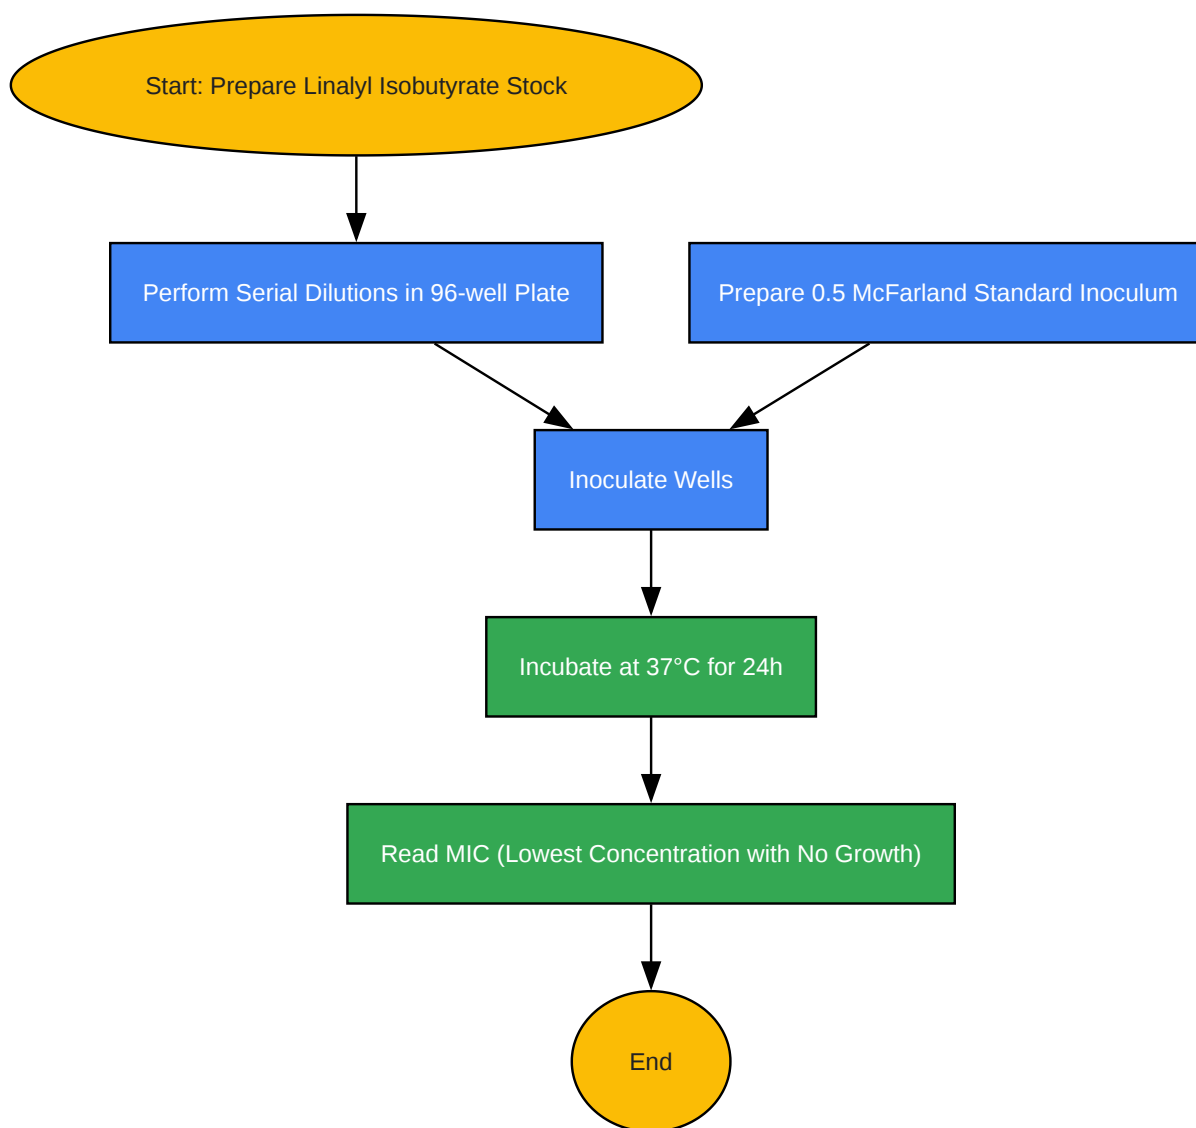 Start: Prepare Linalyl Isobutyrate Stock
Perform Serial Dilutions in 96-well Plate
Prepare 0.5 McFarland Standard Inoculum
Inoculate Wells
Incubate at 37°C for 24h
Read MIC (Lowest Concentration with No Growth)
End